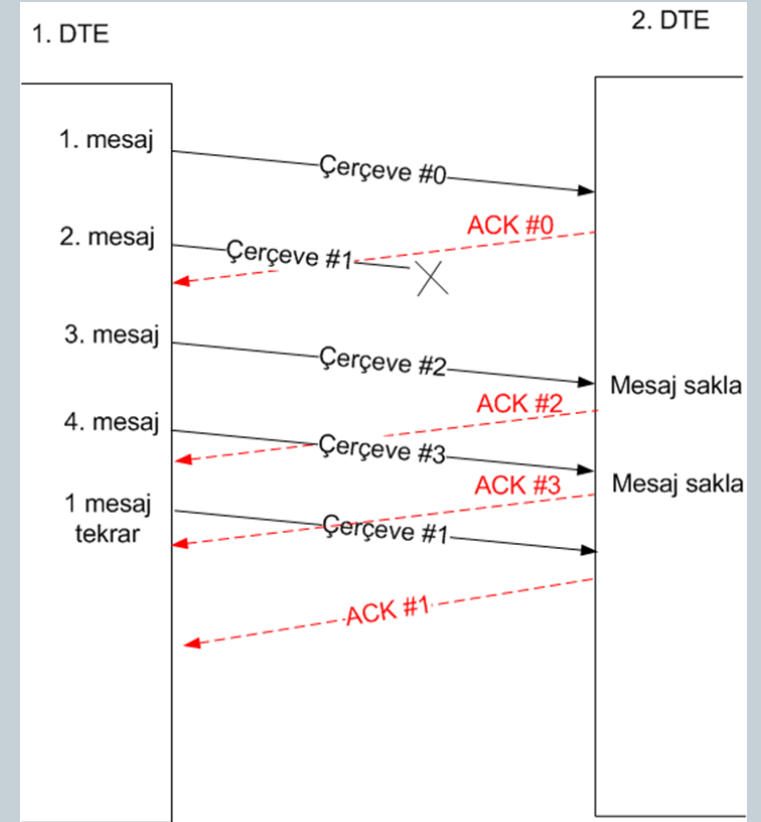 1. DTE
2. DTE
1. mesaj
Çerçeve #0
ACK #0
2. mesaj
Çerçeve #1
3. mesaj
Çerçeve #2
Mesaj sakla
ACK #2
4. mesaj
Çerçeve #3
ACK #3
Mesaj sakla
1 mesaj
tekrar
Çerçeve #1
ACK #1